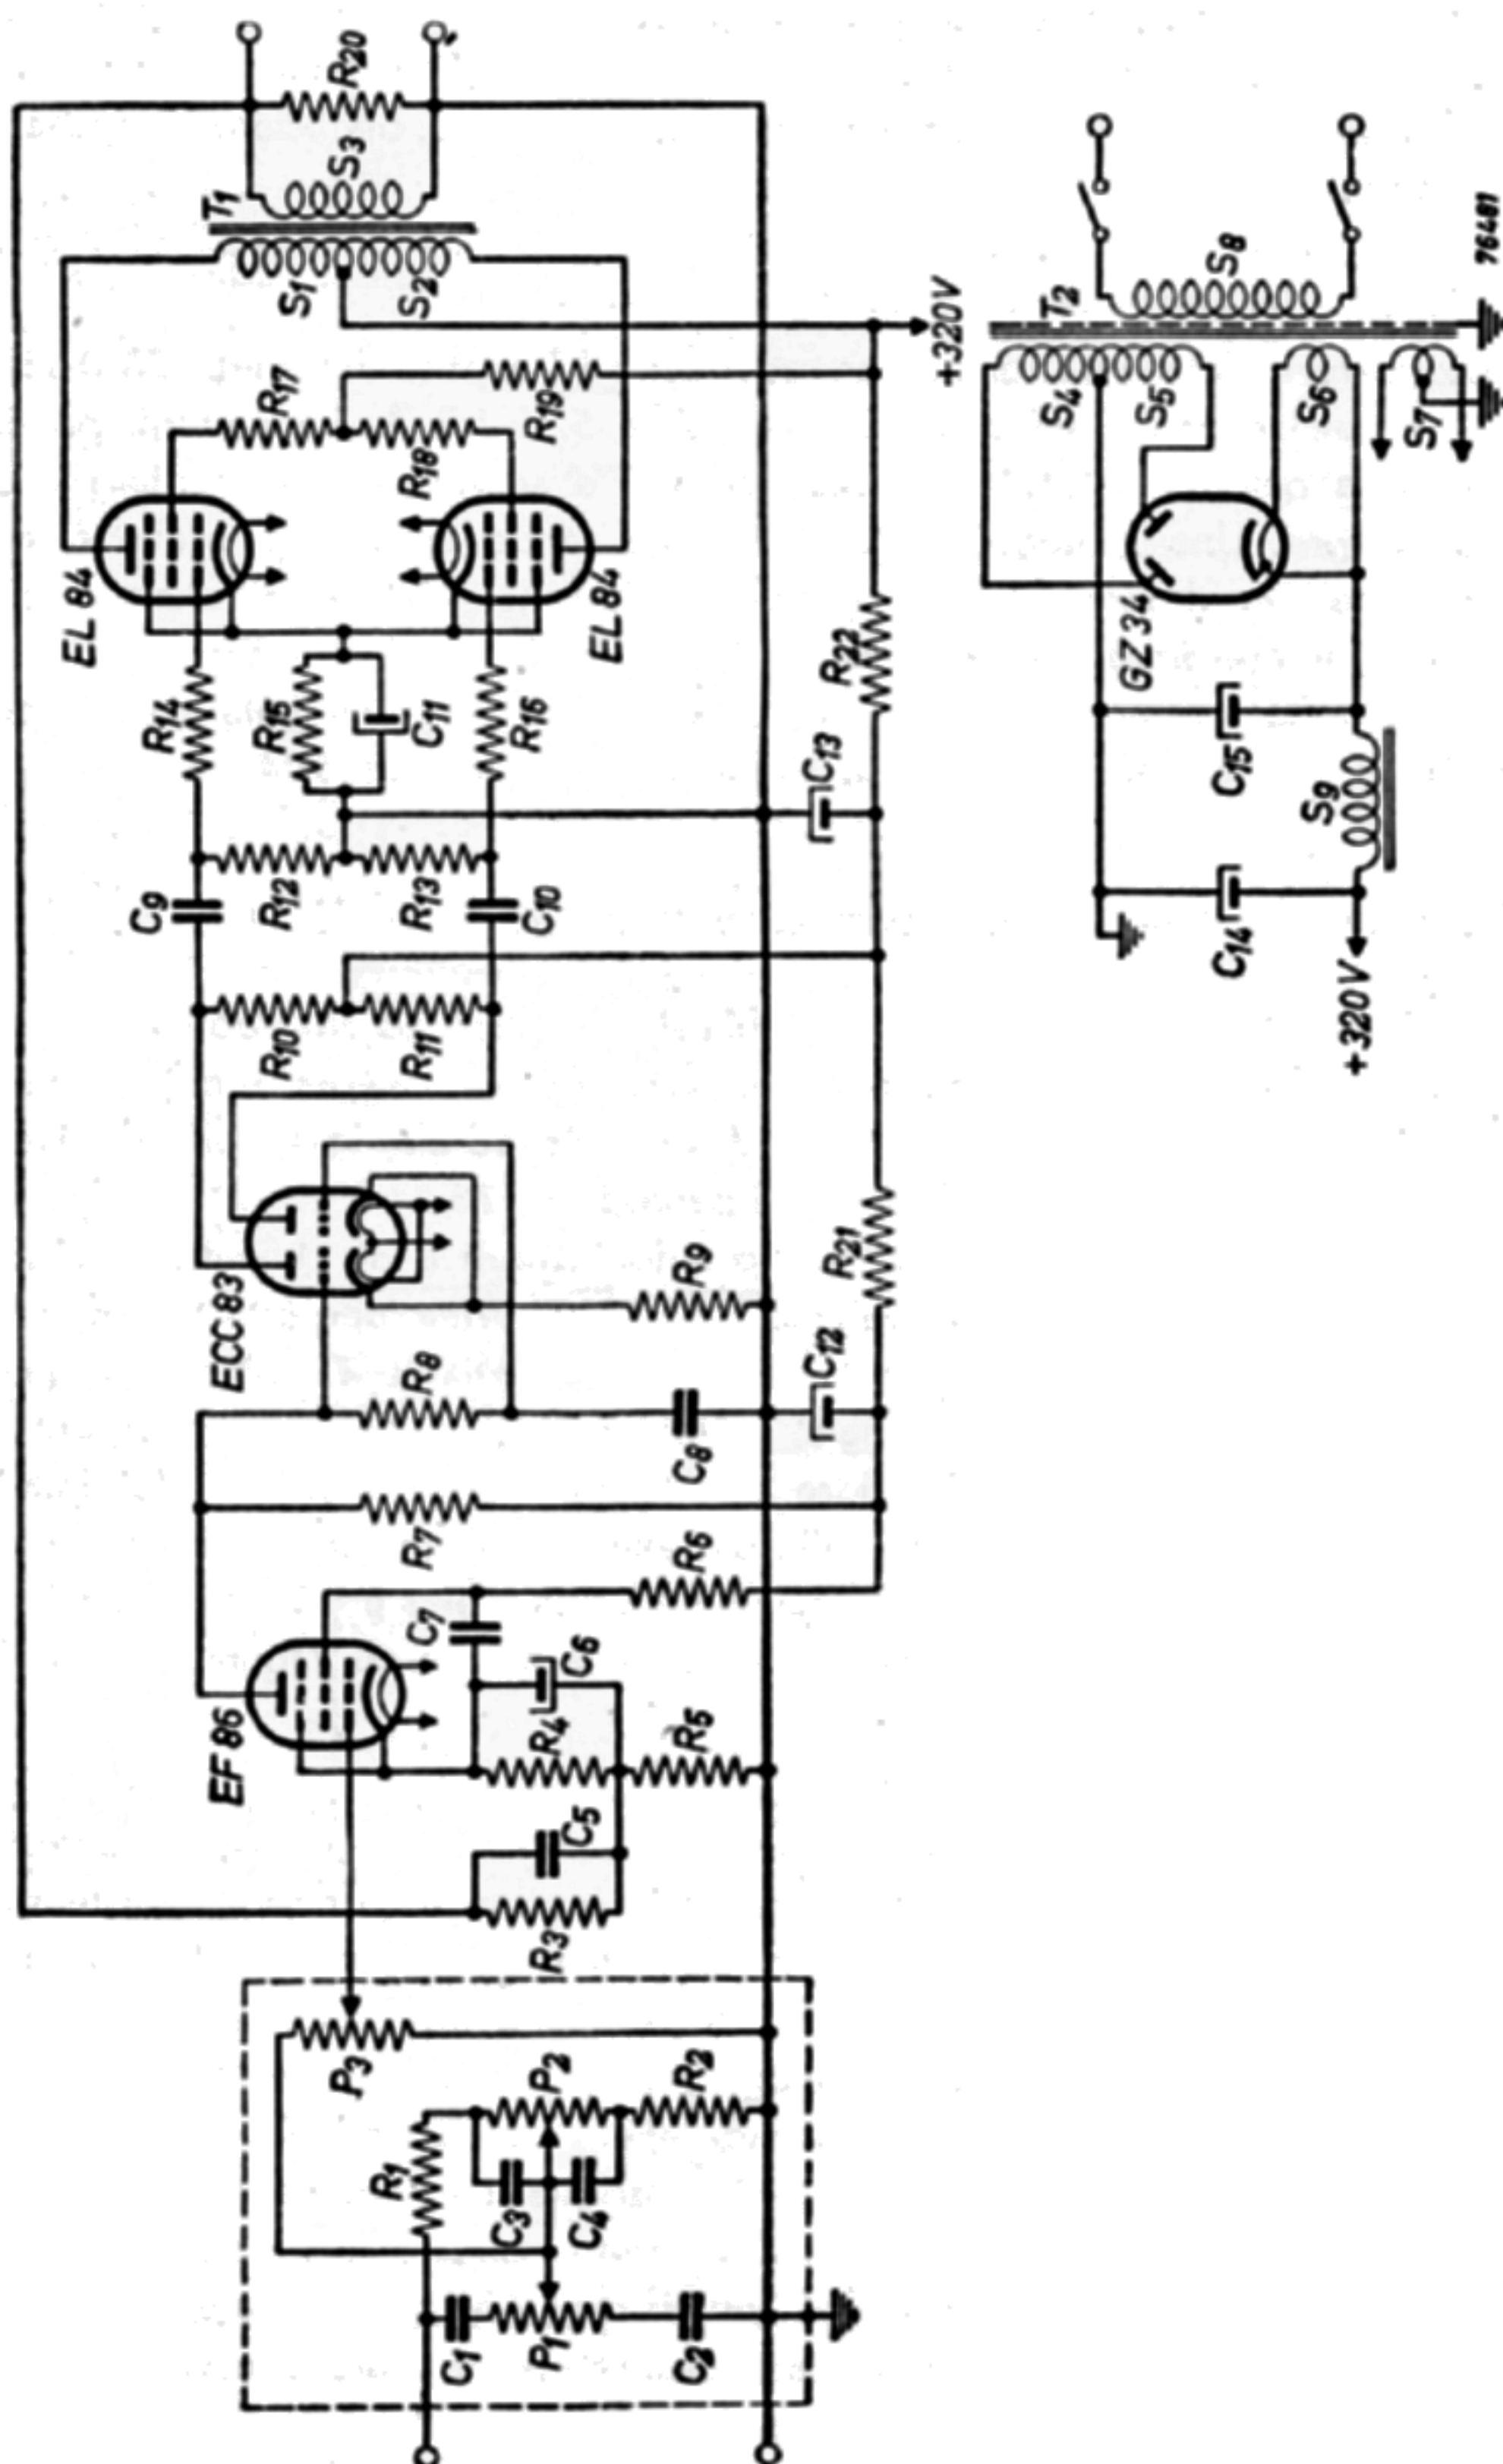 C1
P1
C2
R1
C3
C4
P2
R2
P3
R3
C5
EF 86
R4
C6
R5
C7
R6
R7
C8
R8
C12
ECC 83
R9
R21
R10
R11
C9
C10
R12
R13
C13
R14
R15
C11
R16
R22
EL 84
EL 84
R17
R18
R19
+320V
S1
S2
T1
S3
R20
+320V
C14
S9
C15
GZ 34
S4
S5
S6
S7
T2
S8
76481